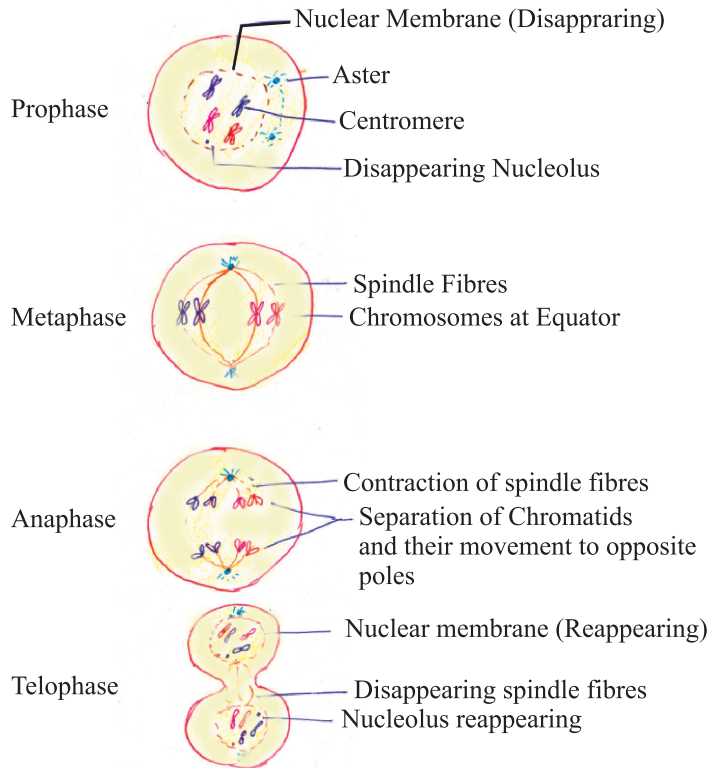 Nuclear Membrane (Disappraring)
Aster
Prophase
Centromere
Disappearing Nucleolus
Spindle Fibres
Metaphase
Chromosomes at Equator
Contraction of spindle fibres
Anaphase
Separation of Chromatids
and their movement to opposite
poles
Nuclear membrane (Reappearing)
Telophase
Disappearing spindle fibres
Nucleolus reappearing